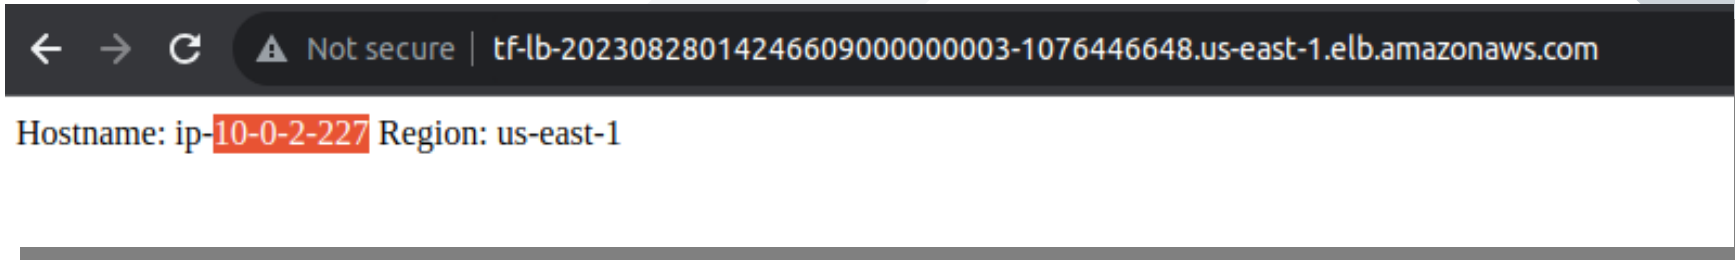 Not secure | tf-lb-20230828014246609000000003-1076446648.us-east-1.elb.amazonaws.com
Hostname: ip-10-0-2-227 Region: us-east-1